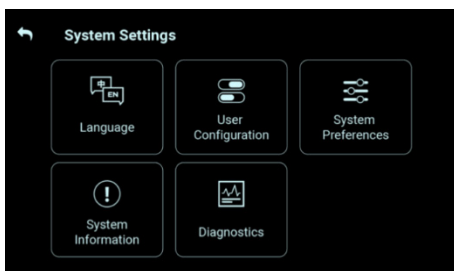 System Settings
中
EN
Language
User
Configuration
System
Preferences
System
Information
Diagnostics